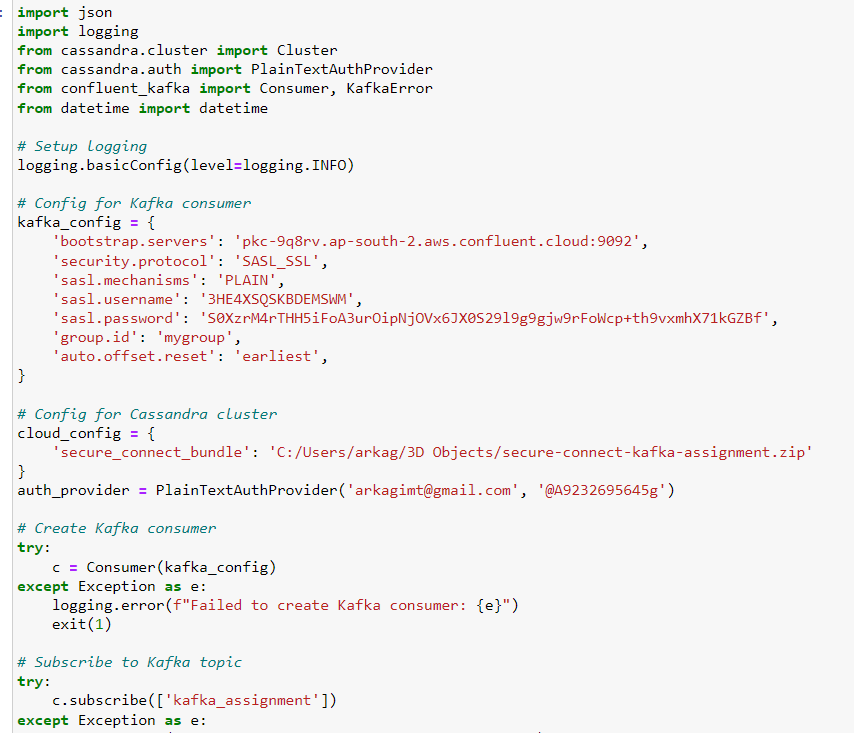 import json
import logging
from cassandra.cluster import Cluster
from cassandra.auth import PlainTextAuthProvider
from confluent_kafka import Consumer, KafkaError
from datetime import datetime

# Setup logging
logging.basicConfig(level=logging.INFO)

# Config for Kafka consumer
kafka_config = {
    'bootstrap.servers': 'pkc-9q8rv.ap-south-2.aws.confluent.cloud:9092',
    'security.protocol': 'SASL_SSL',
    'sasl.mechanisms': 'PLAIN',
    'sasl.username': '3HE4XSQSKBDEMSWM',
    'sasl.password': 'S0XzrM4rTHH5iFoA3urOipNjOVx6JX0S29l9g9gjw9rFoWcp+th9vxmhX71kGZBf',
    'group.id': 'mygroup',
    'auto.offset.reset': 'earliest',
}

# Config for Cassandra cluster
cloud_config = {
    'secure_connect_bundle': 'C:/Users/arkag/3D Objects/secure-connect-kafka-assignment.zip'
}
auth_provider = PlainTextAuthProvider('arkagimt@gmail.com', '@A9232695645g')

# Create Kafka consumer
try:
    c = Consumer(kafka_config)
except Exception as e:
    logging.error(f"Failed to create Kafka consumer: {e}")
    exit(1)

# Subscribe to Kafka topic
try:
    c.subscribe(['kafka_assignment'])
except Exception as e: